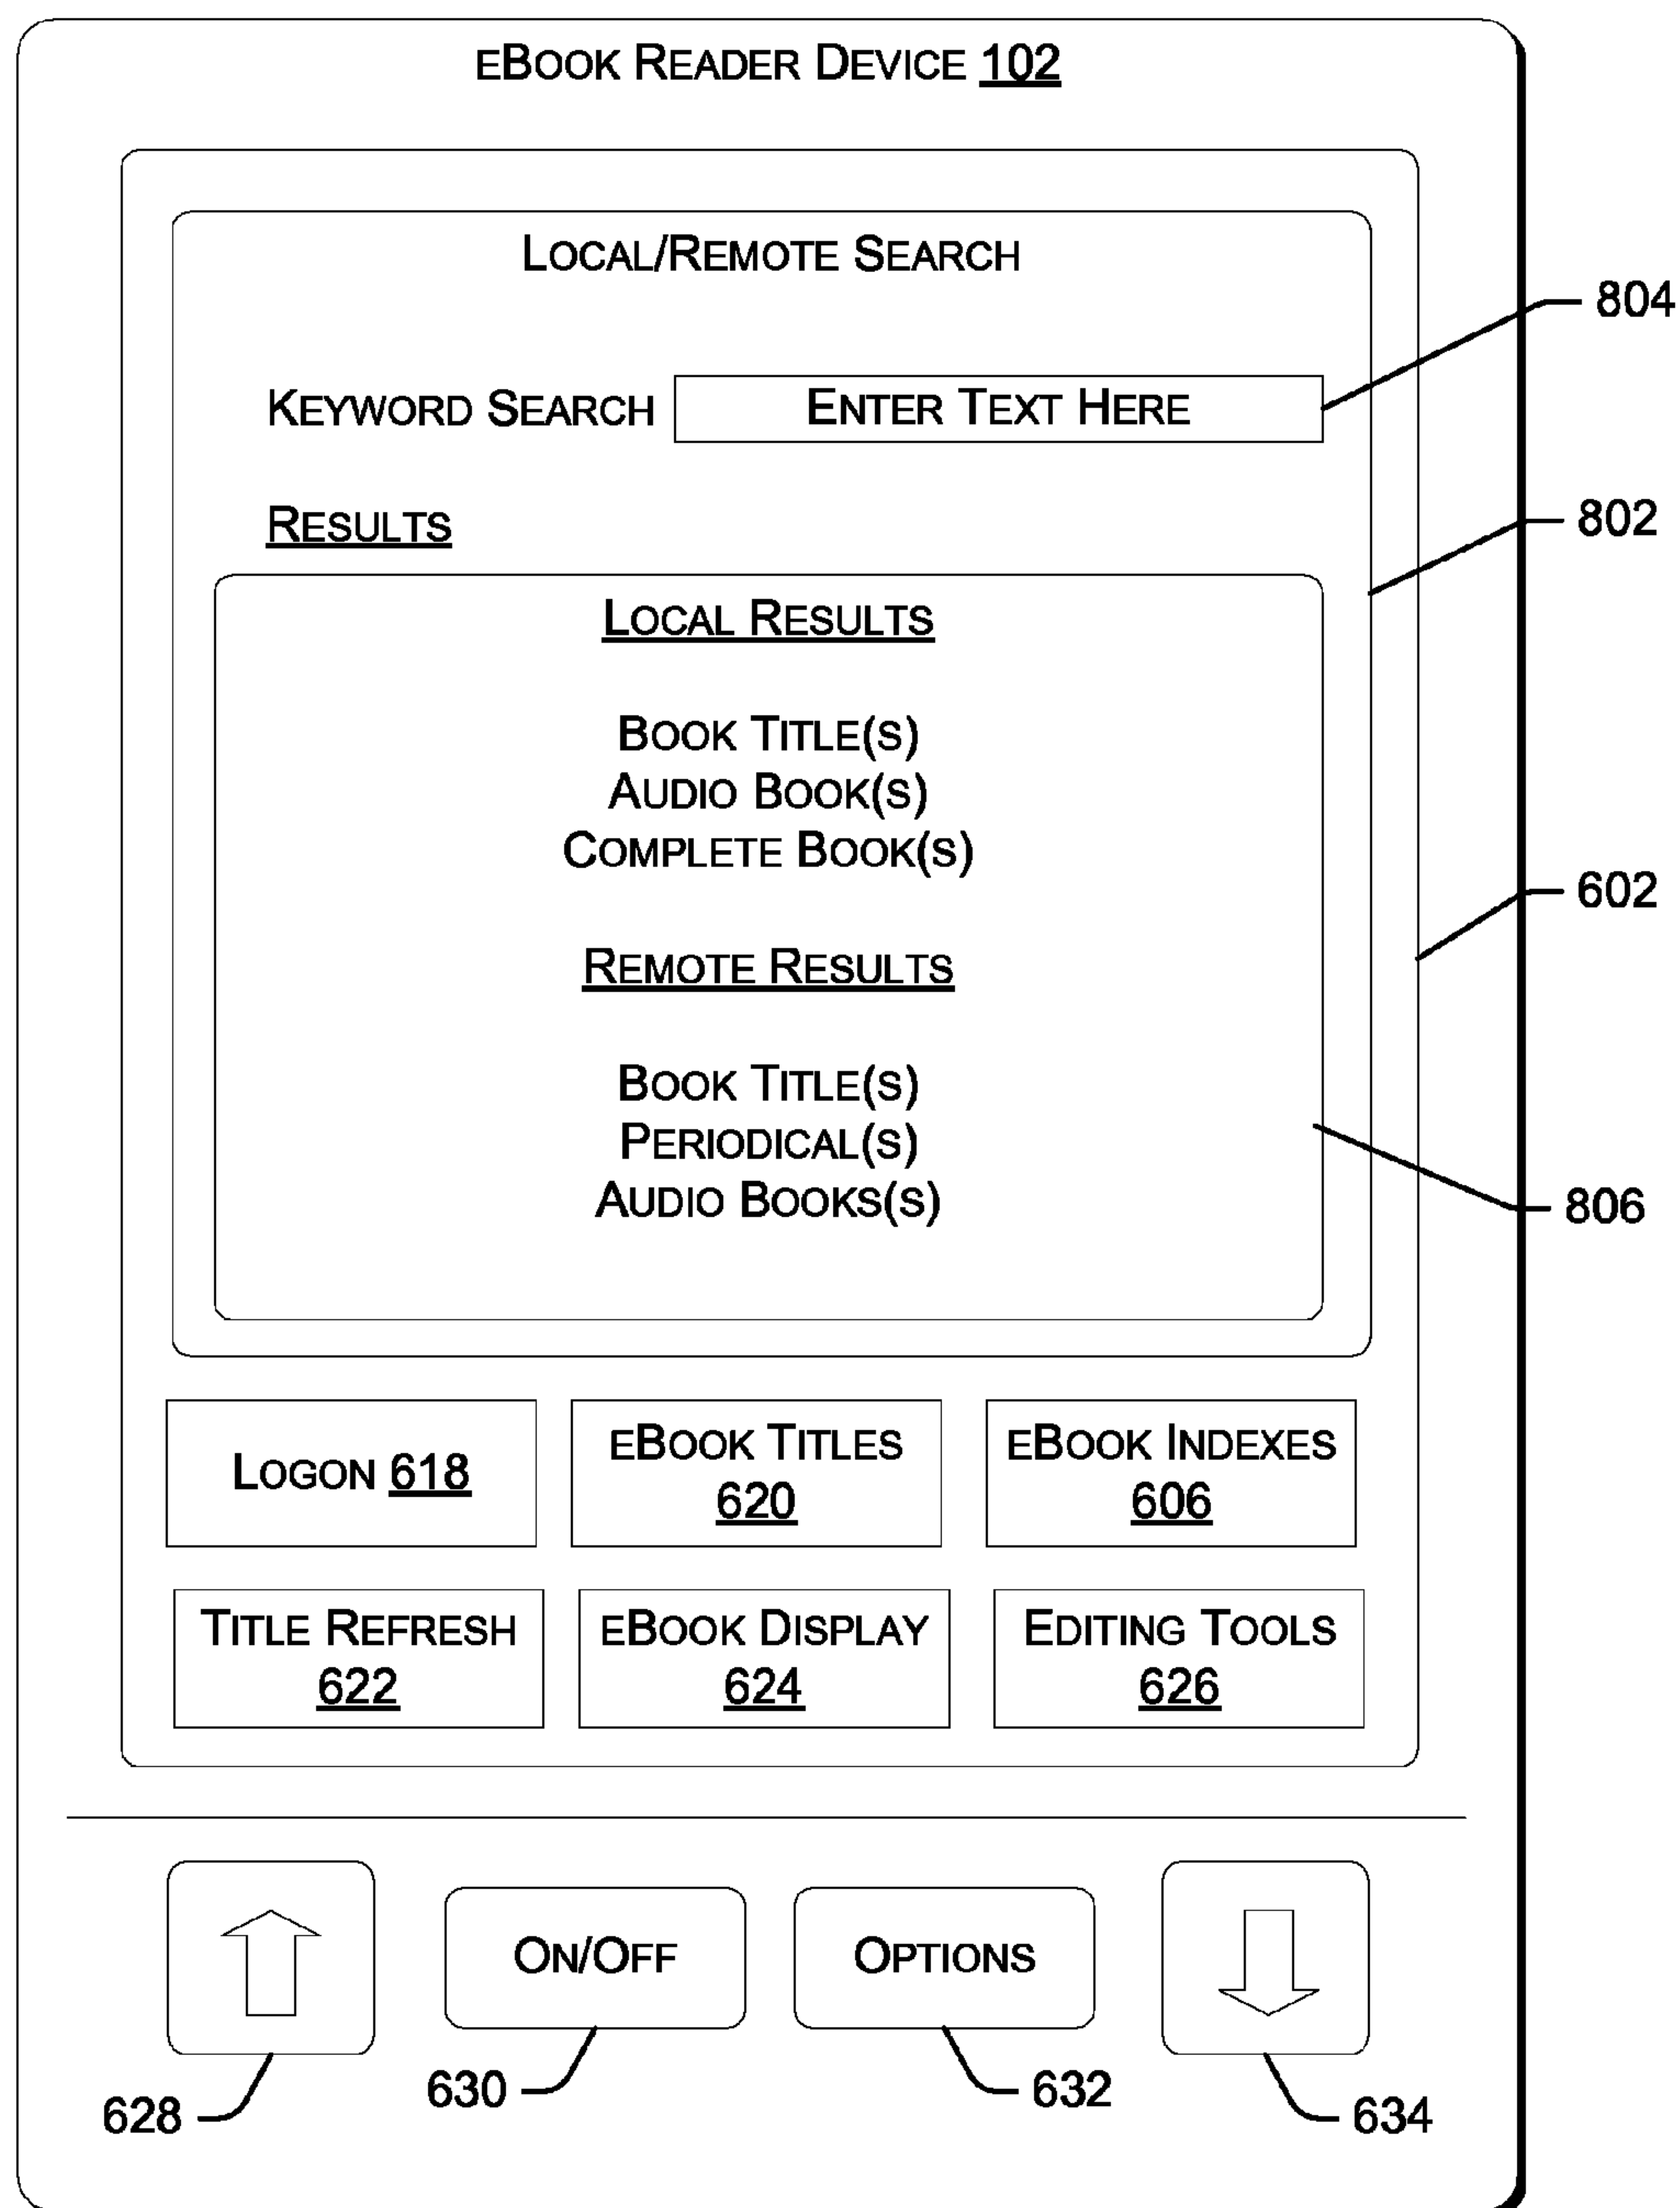 EBOOK READER DEVICE 102
LOCAL/REMOTE SEARCH
804
KEYWORD SEARCH ENTER TEXT HERE
RESULTS
802
LOCAL RESULTS
BOOK TITLE(S)
AUDIO BOOK(S)
COMPLETE BOOK(S)
602
REMOTE RESULTS
BOOK TITLE(S)
PERIODICAL(S)
AUDIO BOOKS(S)
806
LOGON 618
EBOOK TITLES
620
EBOOK INDEXES
606
TITLE REFRESH
622
EBOOK DISPLAY
624
EDITING TOOLS
626
ON/OFF
OPTIONS
628
630
632
634